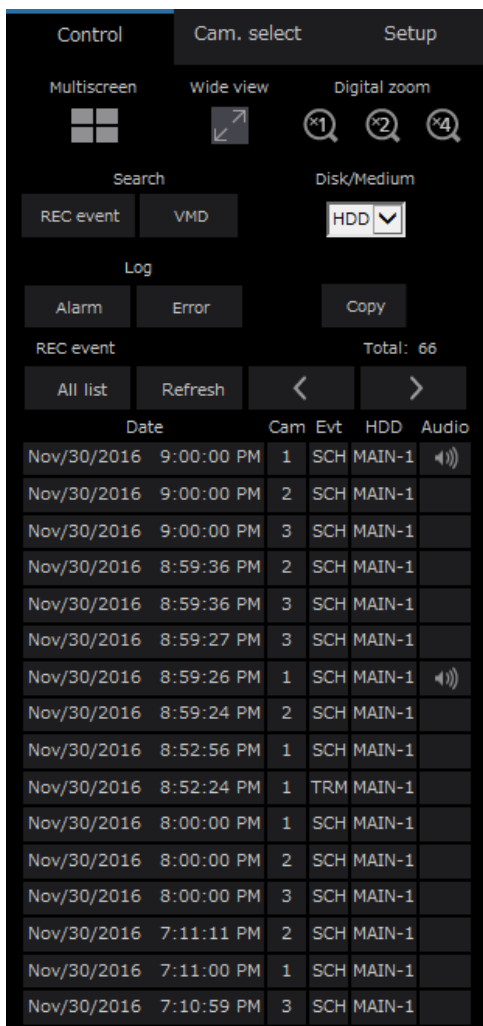 Control Cam. select Setup
Multiscreen Wide view Digital zoom
×1 ×2 ×4
Search Disk/Medium
REC event VMD HDD
Log
Alarm Error Copy
REC event Total: 66
All list Refresh < >
Date Cam Evt HDD Audio
Nov/30/2016 9:00:00 PM 1 SCH MAIN-1
Nov/30/2016 9:00:00 PM 2 SCH MAIN-1
Nov/30/2016 9:00:00 PM 3 SCH MAIN-1
Nov/30/2016 8:59:36 PM 2 SCH MAIN-1
Nov/30/2016 8:59:36 PM 3 SCH MAIN-1
Nov/30/2016 8:59:27 PM 3 SCH MAIN-1
Nov/30/2016 8:59:26 PM 1 SCH MAIN-1
Nov/30/2016 8:59:24 PM 2 SCH MAIN-1
Nov/30/2016 8:52:56 PM 1 SCH MAIN-1
Nov/30/2016 8:52:24 PM 1 TRM MAIN-1
Nov/30/2016 8:00:00 PM 1 SCH MAIN-1
Nov/30/2016 8:00:00 PM 2 SCH MAIN-1
Nov/30/2016 8:00:00 PM 3 SCH MAIN-1
Nov/30/2016 7:11:11 PM 2 SCH MAIN-1
Nov/30/2016 7:11:00 PM 1 SCH MAIN-1
Nov/30/2016 7:10:59 PM 3 SCH MAIN-1